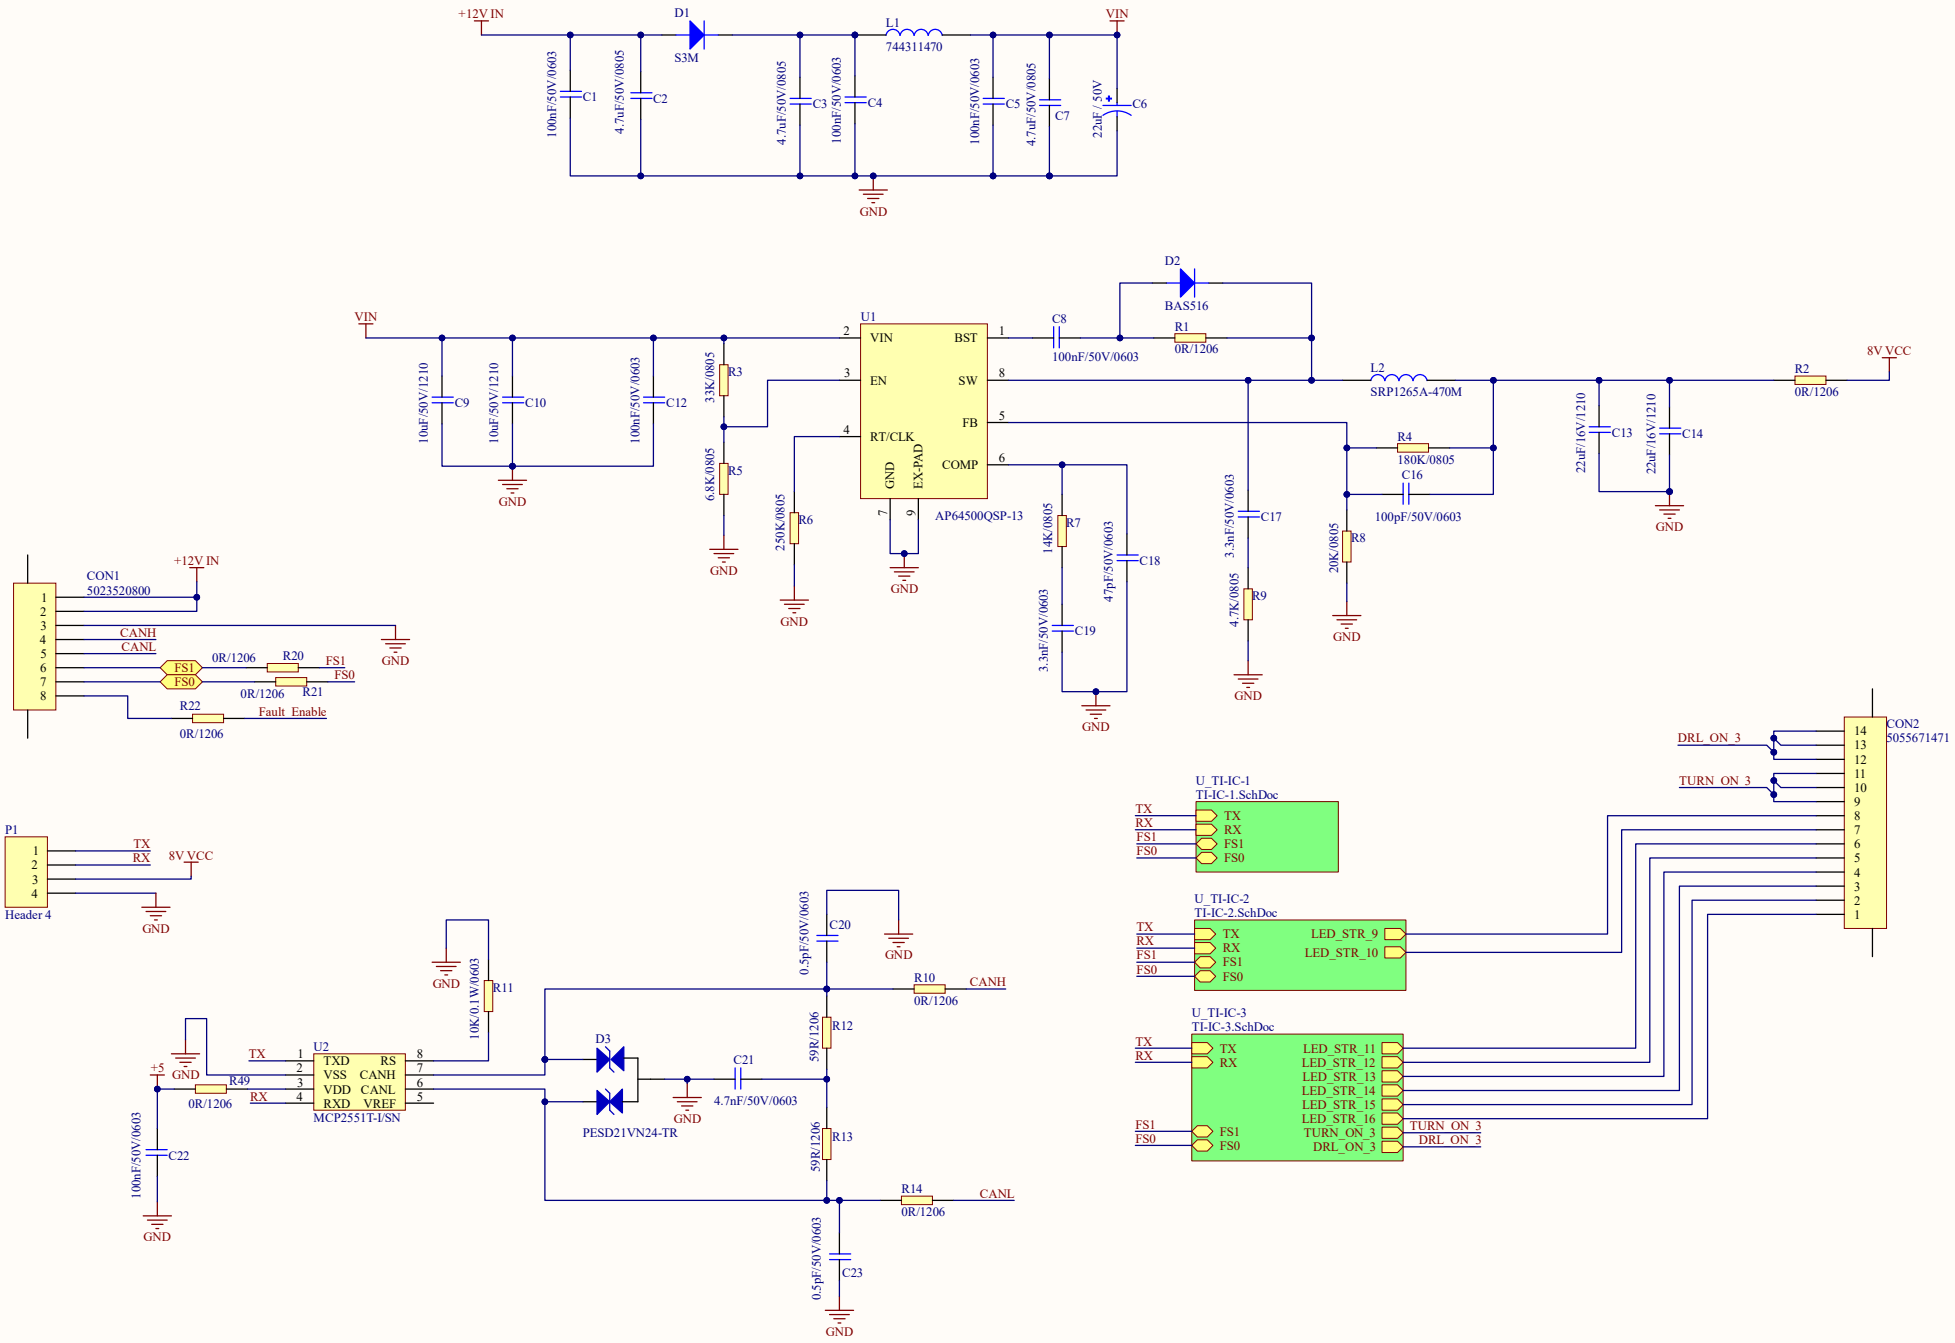 +12V IN
D1
S3M
L1
744311470
VIN
100nF/50V/0603
C1
4.7uF/50V/0805
C2
4.7uF/50V/0805
C3
100nF/50V/0603
C4
100nF/50V/0603
C5
4.7uF/50V/0805
C7
22uF / 50V
+
C6
GND
VIN
10uF/50V/1210
C9
10uF/50V/1210
C10
100nF/50V/0603
C12
GND
33K/0805
R3
6.8K/0805
R5
GND
250K/0805
R6
GND
U1
2 VIN
3 EN
4 RT/CLK
BST 1
SW 8
FB 5
COMP 6
GND
EX-PAD
7
9
AP64500QSP-13
GND
C8
100nF/50V/0603
D2
BAS516
R1
0R/1206
L2
SRP1265A-470M
R2
0R/1206
8V VCC
R4
180K/0805
C16
100pF/50V/0603
22uF/16V/1210
C13
22uF/16V/1210
C14
GND
14K/0805
R7
47pF/50V/0603
C18
3.3nF/50V/0603
C19
GND
3.3nF/50V/0603
C17
4.7K/0805
R9
GND
20K/0805
R8
GND
CON1
5023520800
+12V IN
1
2
3
4
5
6
7
8
CANH
CANL
GND
FS1
0R/1206
R20
FS1
FS0
0R/1206
R21
FS0
R22
0R/1206
Fault_Enable
P1
1
2
3
4
Header 4
TX
RX
8V VCC
GND
GND
10K/0.1W/0603
R11
GND
+5
R49
0R/1206
TX
RX
U2
1 TXD RS 8
2 VSS CANH 7
3 VDD CANL 6
4 RXD VREF 5
MCP2551T-I/SN
100nF/50V/0603
C22
GND
D3
PESD21VN24-TR
GND
C21
4.7nF/50V/0603
0.5pF/50V/0603
C20
GND
R10
0R/1206
CANH
59R/1206
R12
59R/1206
R13
R14
0R/1206
CANL
0.5pF/50V/0603
C23
GND
U_TI-IC-1
TI-IC-1.SchDoc
TX TX
RX RX
FS1 FS1
FS0 FS0
U_TI-IC-2
TI-IC-2.SchDoc
TX TX
RX RX
FS1 FS1
FS0 FS0
LED_STR_9
LED_STR_10
U_TI-IC-3
TI-IC-3.SchDoc
TX TX
RX RX
FS1 FS1
FS0 FS0
LED_STR_11
LED_STR_12
LED_STR_13
LED_STR_14
LED_STR_15
LED_STR_16
TURN_ON_3 TURN_ON_3
DRL_ON_3 DRL_ON_3
DRL_ON_3
TURN_ON_3
CON2
5055671471
14
13
12
11
10
9
8
7
6
5
4
3
2
1